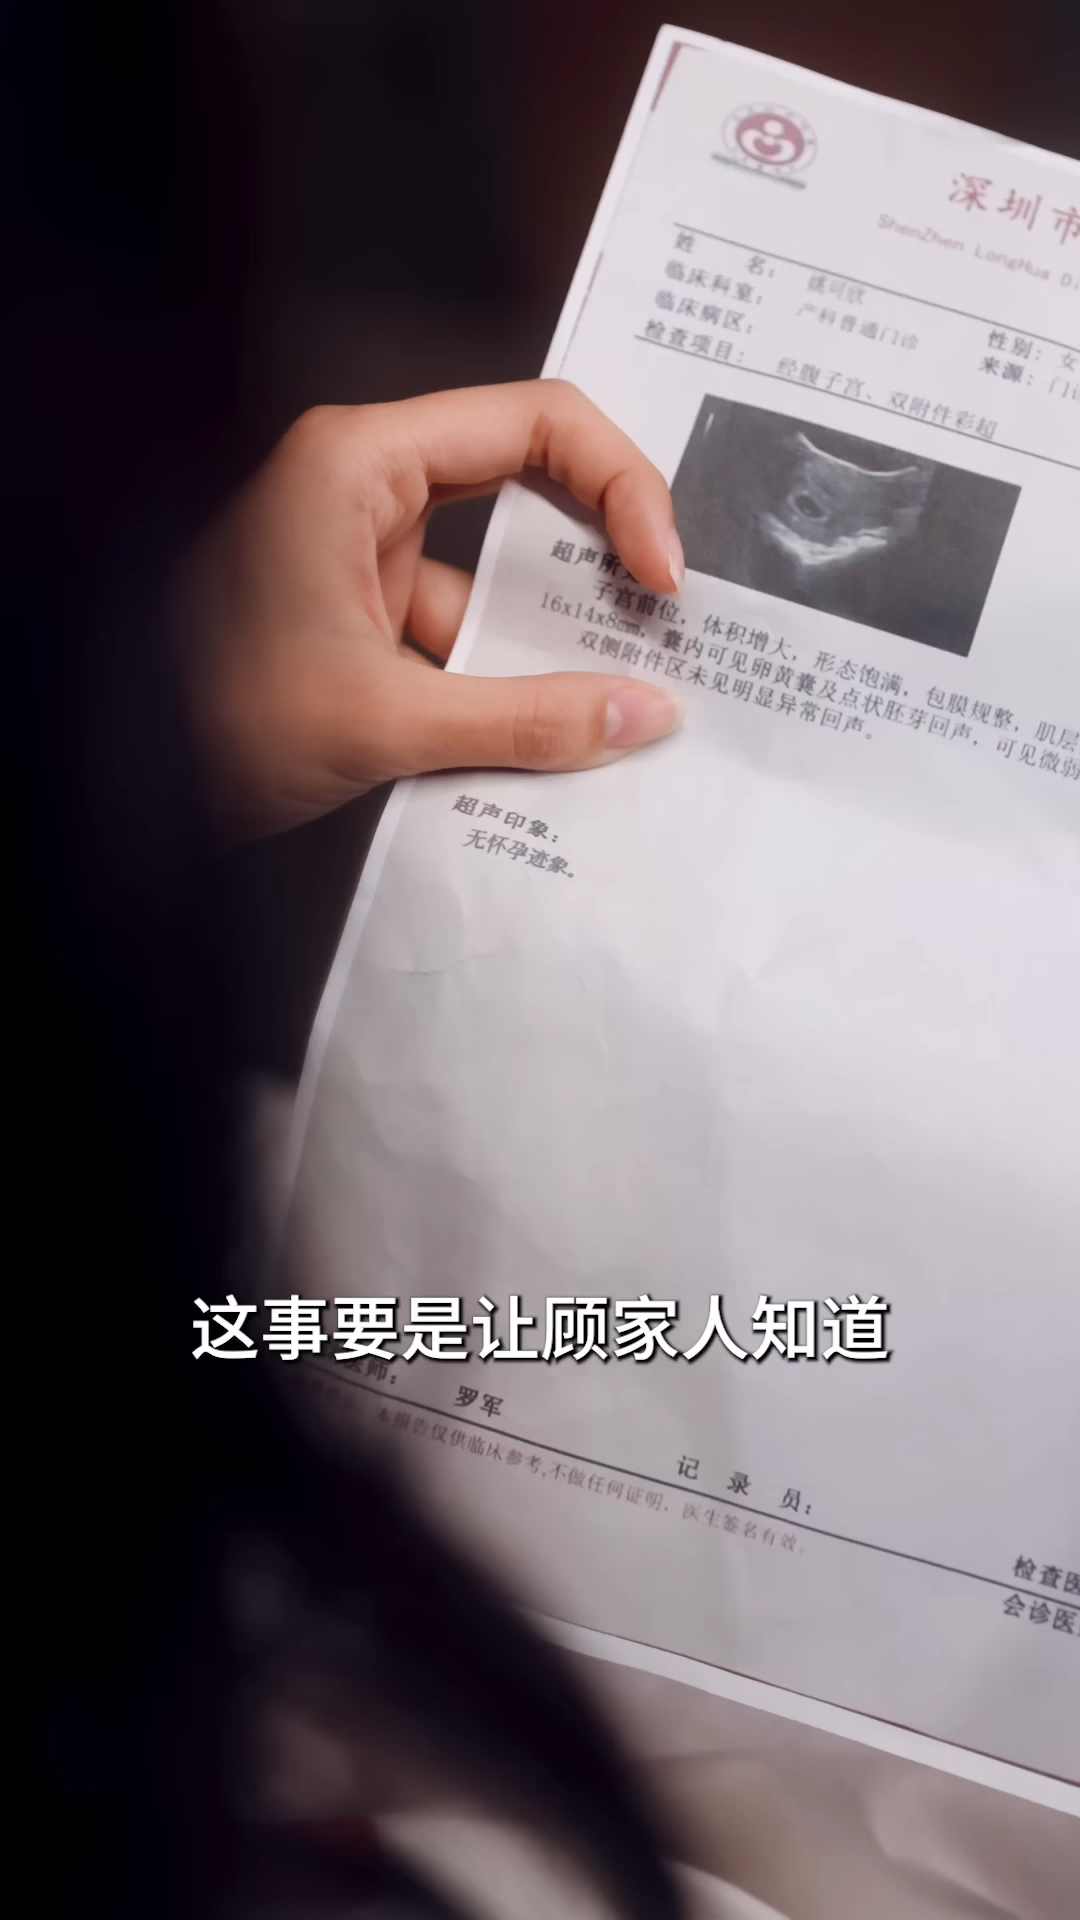 深圳市
ShenZhen LongHua Di
姓 名： 姚可欣
临床科室： 产科普通门诊 性别： 女
临床病区： 来源： 门诊
检查项目： 经腹子宫、双附件彩超
超声所
子宫前位，体积增大，形态饱满，包膜规整，肌层
16x14x8mm，囊内可见卵黄囊及点状胚芽回声，可见微弱
双侧附件区未见明显异常回声。
超声印象：
无怀孕迹象。
这事要是让顾家人知道
医师： 罗军
记 录 员：
本报告仅供临床参考,不做任何证明，医生签名有效.
检查医
会诊医